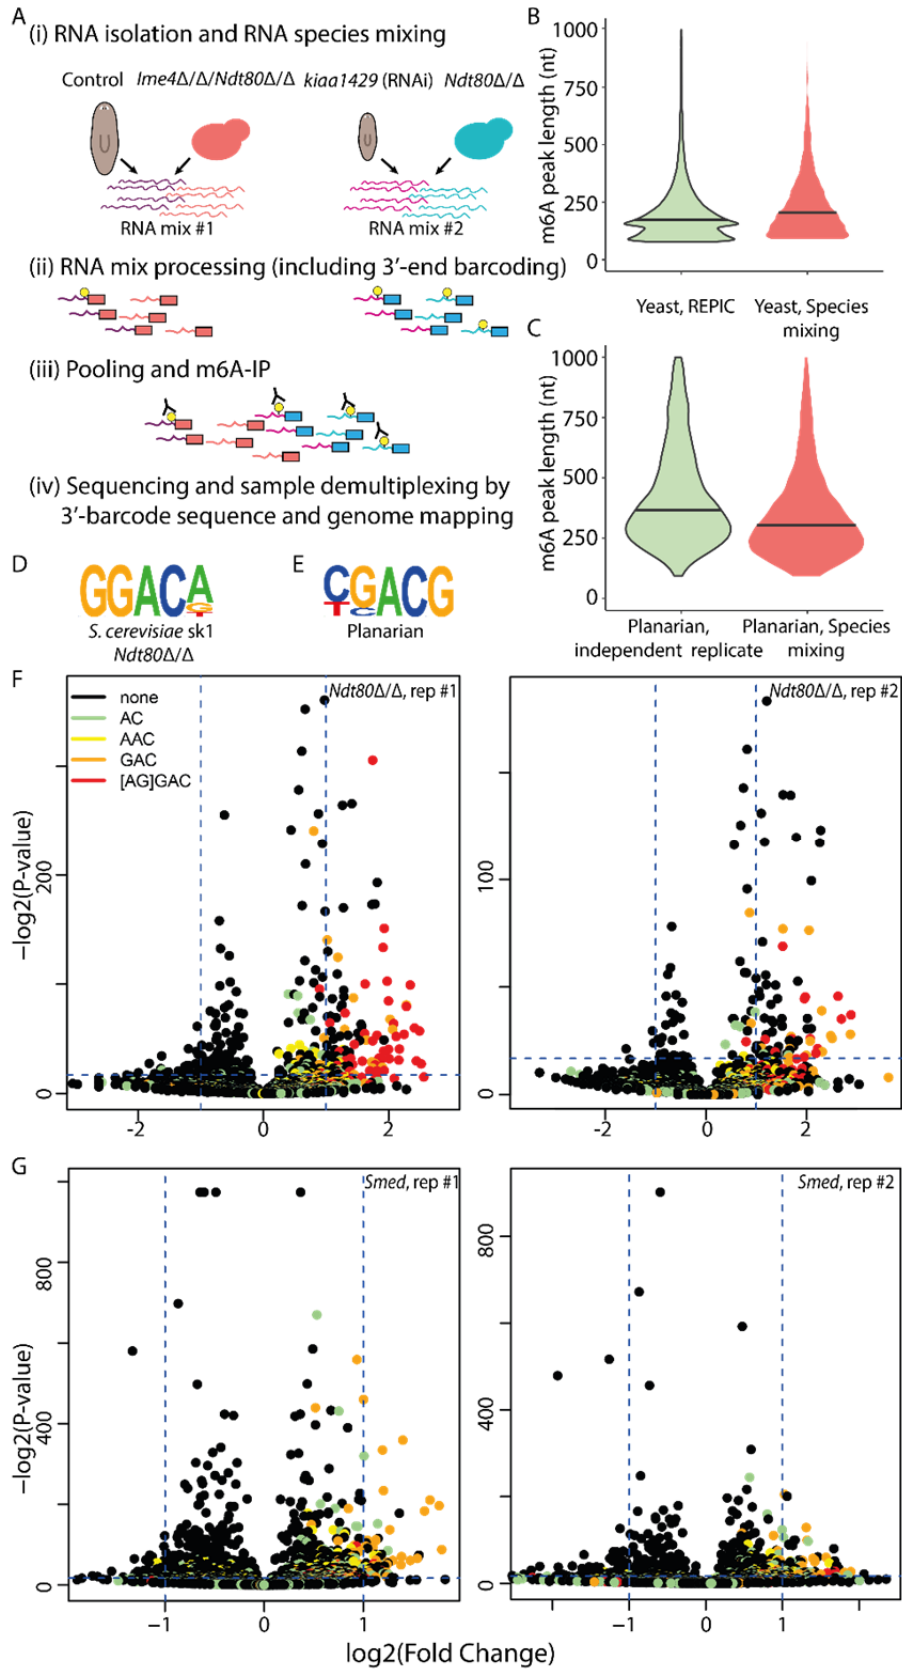 A
(i) RNA isolation and RNA species mixing
Control Ime4Δ/Δ/Ndt80Δ/Δ kiaa1429 (RNAi) Ndt80Δ/Δ
RNA mix #1 RNA mix #2
(ii) RNA mix processing (including 3'-end barcoding)
(iii) Pooling and m6A-IP
(iv) Sequencing and sample demultiplexing by
3'-barcode sequence and genome mapping
B
m6A peak length (nt)
1000
750
500
250
0
Yeast, REPIC Yeast, Species
mixing
C
m6A peak length (nt)
1000
750
500
250
0
Planarian, Planarian, Species
independent replicate mixing
D
GGACA
G
T
S. cerevisiae sk1
Ndt80Δ/Δ
E
CGACG
T C
Planarian
F
none
AC
AAC
GAC
[AG]GAC
Ndt80Δ/Δ, rep #1
−log2(P-value)
200
0
-2 0 2
Ndt80Δ/Δ, rep #2
100
0
-2 0 2
G
Smed, rep #1
−log2(P-value)
800
400
0
−1 0 1
Smed, rep #2
800
400
0
−1 0 1
log2(Fold Change)